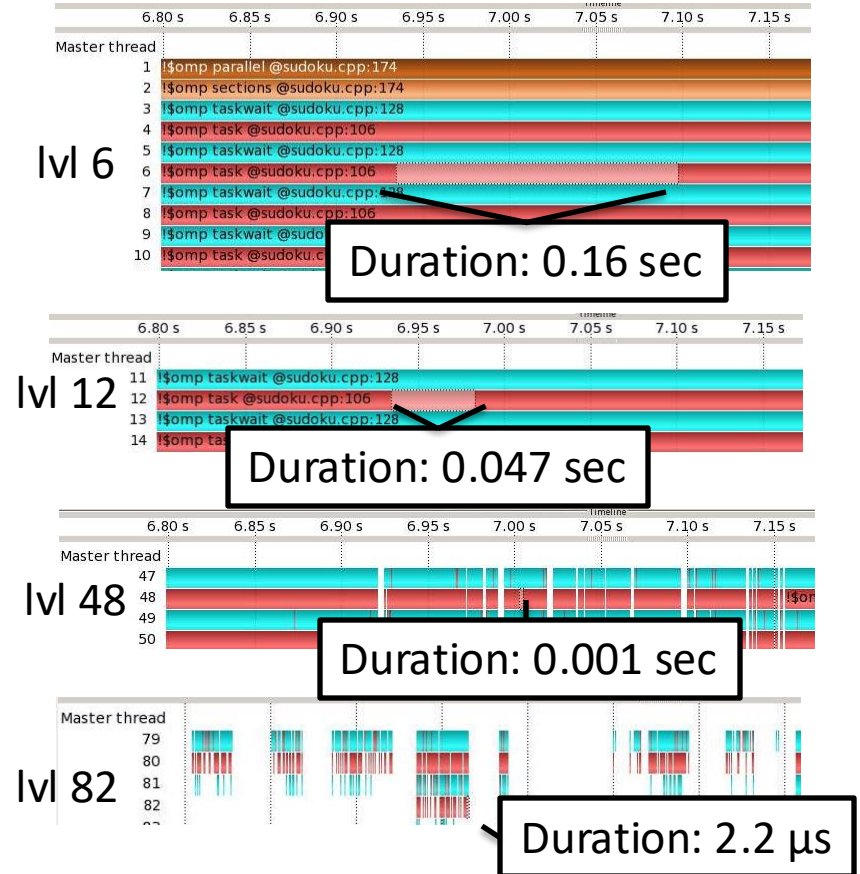 Timeline
6.80 s 6.85 s 6.90 s 6.95 s 7.00 s 7.05 s 7.10 s 7.15 s
Master thread
1 !$omp parallel @sudoku.cpp:174
2 !$omp sections @sudoku.cpp:174
3 !$omp taskwait @sudoku.cpp:128
4 !$omp task @sudoku.cpp:106
5 !$omp taskwait @sudoku.cpp:128
lvl 6
6 !$omp task @sudoku.cpp:106
7 !$omp taskwait @sudoku.cpp:128
8 !$omp task @sudoku.cpp:106
9 !$omp taskwait @sudo
10 !$omp task @sudoku.c
Duration: 0.16 sec
Timeline
6.80 s 6.85 s 6.90 s 6.95 s 7.00 s 7.05 s 7.10 s 7.15 s
Master thread
11 !$omp taskwait @sudoku.cpp:128
lvl 12
12 !$omp task @sudoku.cpp:106
13 !$omp taskwait @sudoku.cpp:128
14 !$omp tas
Duration: 0.047 sec
Timeline
6.80 s 6.85 s 6.90 s 6.95 s 7.00 s 7.05 s 7.10 s 7.15 s
Master thread
47
lvl 48
48 !$on
49
50
Duration: 0.001 sec
Master thread
79
80
81
lvl 82
82
Duration: 2.2 µs